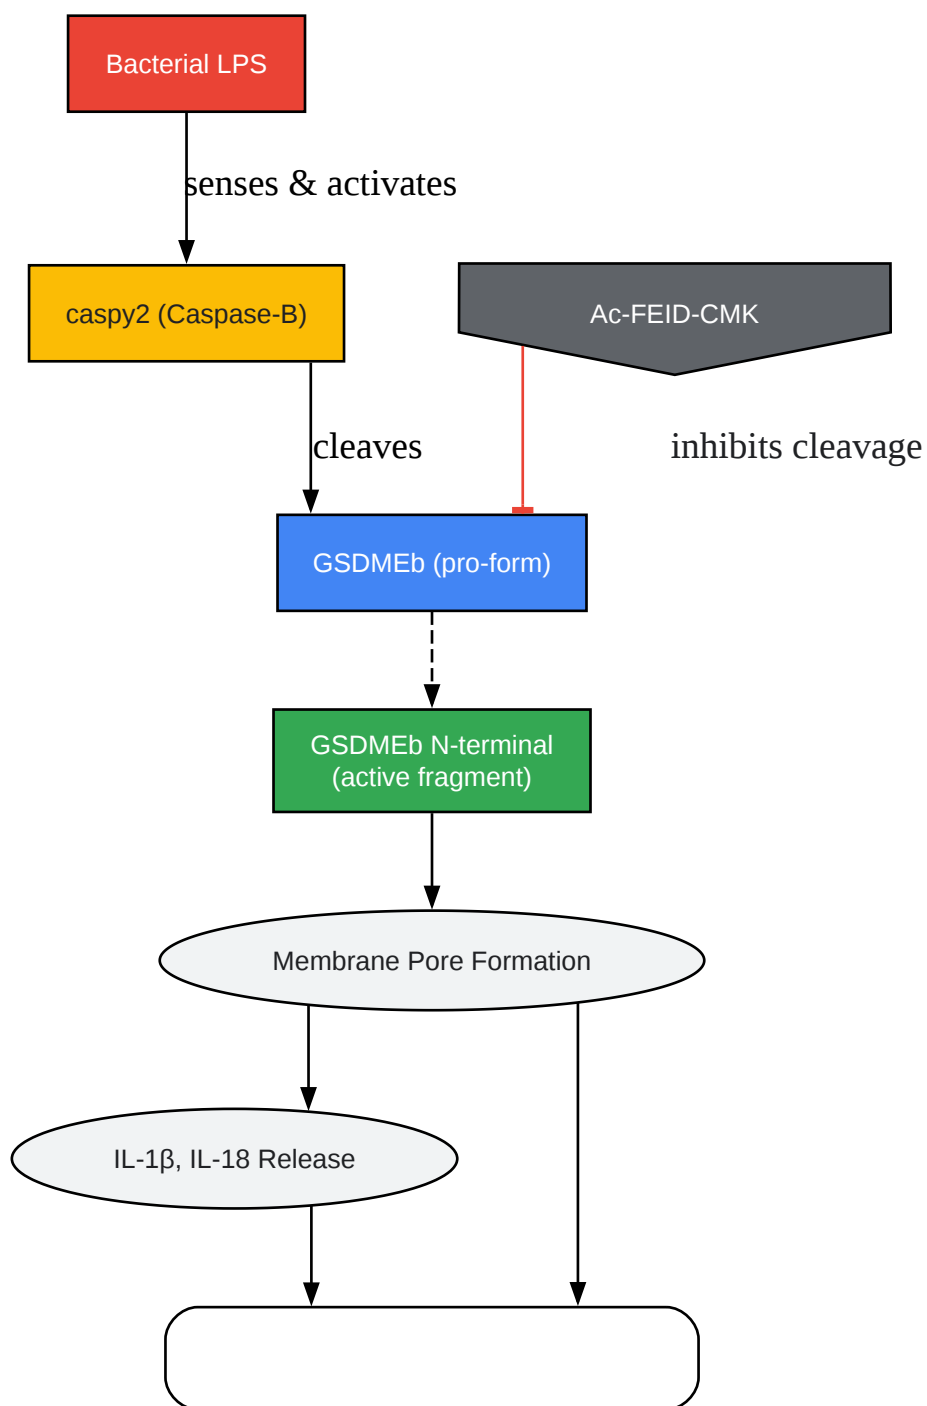 Bacterial LPS
senses & activates
caspy2 (Caspase-B)
Ac-FEID-CMK
cleaves
inhibits cleavage
GSDMEb (pro-form)
GSDMEb N-terminal
(active fragment)
Membrane Pore Formation
IL-1β, IL-18 Release